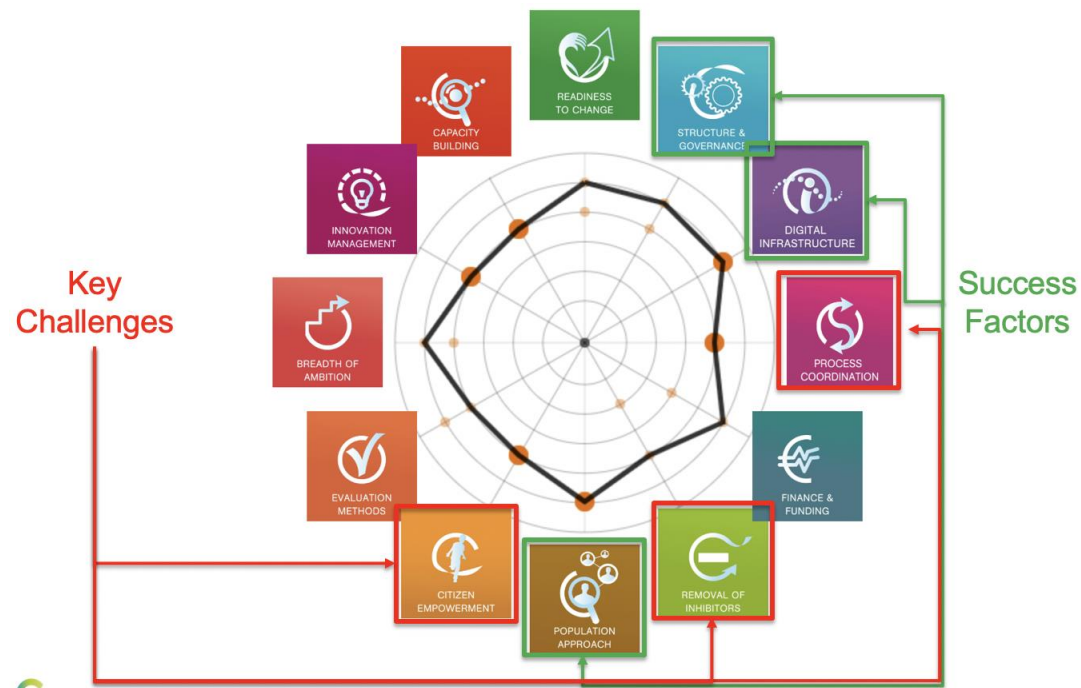 READINESS
TO CHANGE
STRUCTURE &
GOVERNANCE
CAPACITY
BUILDING
DIGITAL
INFRASTRUCTURE
INNOVATION
MANAGEMENT
Key
Challenges
Success
Factors
PROCESS
COORDINATION
BREADTH OF
AMBITION
EVALUATION
METHODS
FINANCE &
FUNDING
CITIZEN
EMPOWERMENT
REMOVAL OF
INHIBITORS
POPULATION
APPROACH